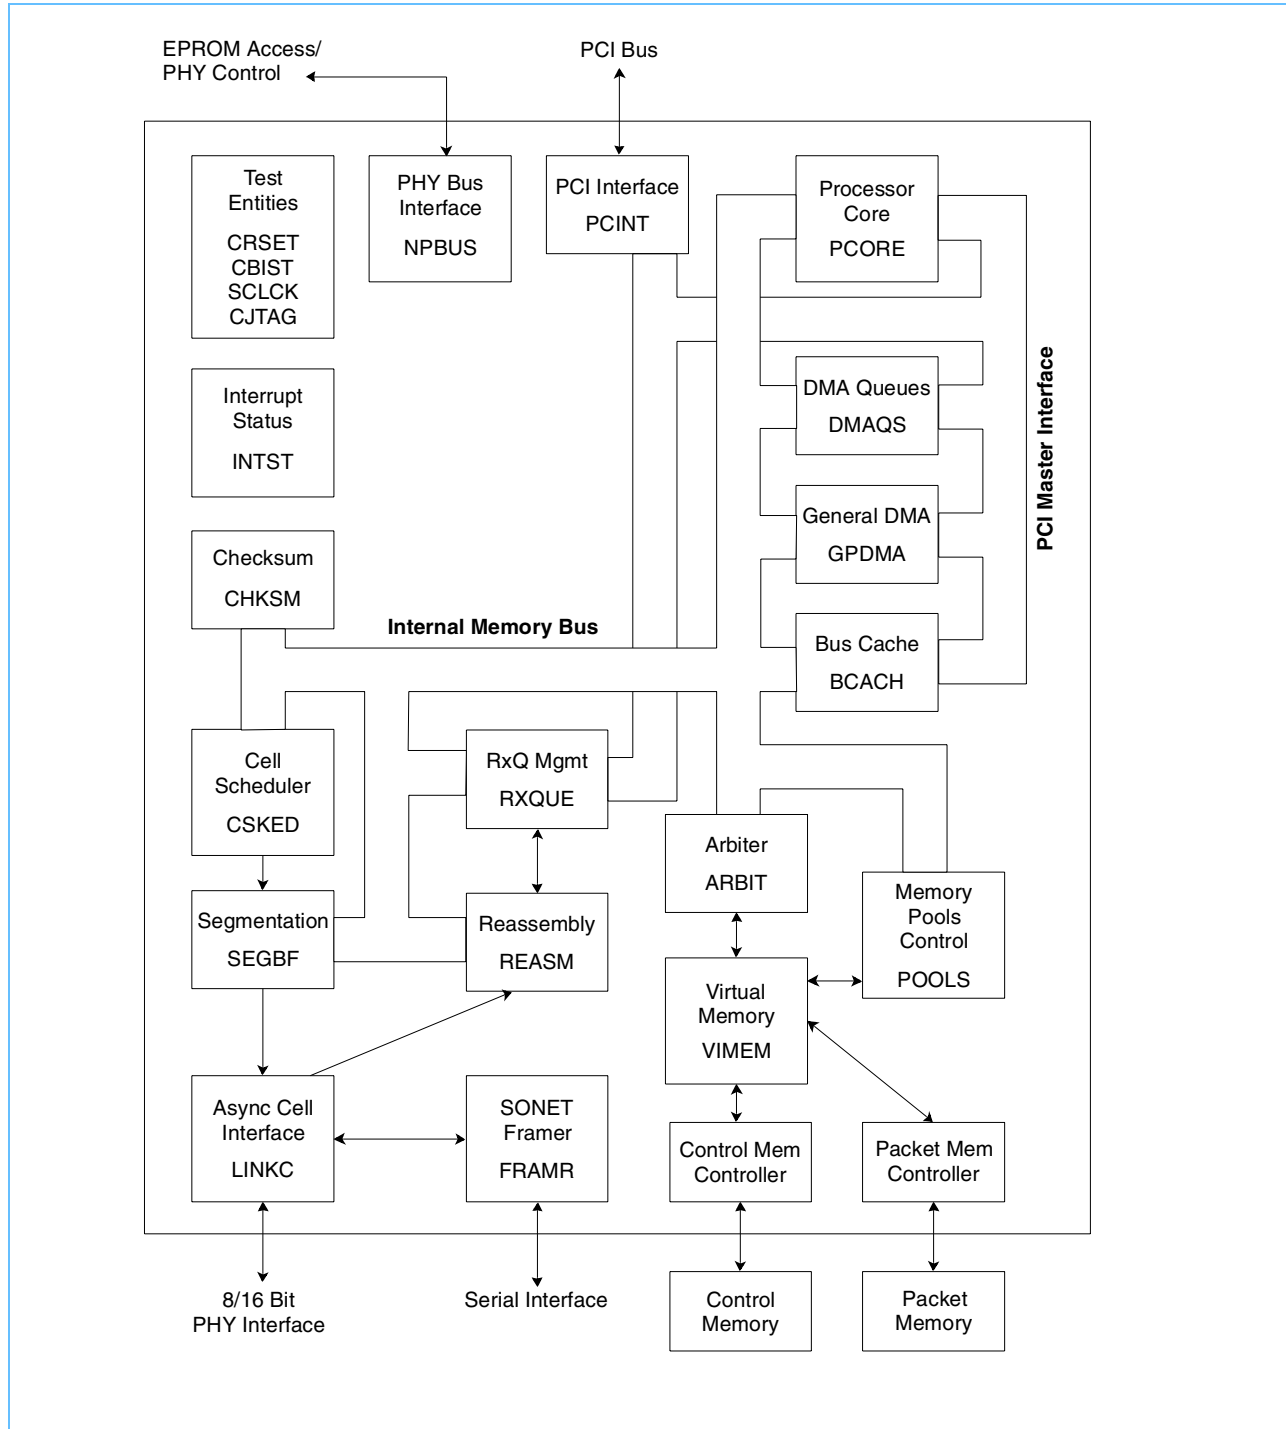 EPROM Access/
PHY Control
PCI Bus
Test
Entities
CRSET
CBIST
SCLCK
CJTAG
PHY Bus
Interface
NPBUS
PCI Interface
PCINT
Processor
Core
PCORE
Interrupt
Status
INTST
DMA Queues
DMAQS
PCI Master Interface
General DMA
GPDMA
Checksum
CHKSM
Internal Memory Bus
Bus Cache
BCACH
Cell
Scheduler
CSKED
RxQ Mgmt
RXQUE
Arbiter
ARBIT
Memory
Pools
Control
POOLS
Segmentation
SEGBF
Reassembly
REASM
Virtual
Memory
VIMEM
Async Cell
Interface
LINKC
SONET
Framer
FRAMR
Control Mem
Controller
Packet Mem
Controller
8/16 Bit
PHY Interface
Serial Interface
Control
Memory
Packet
Memory